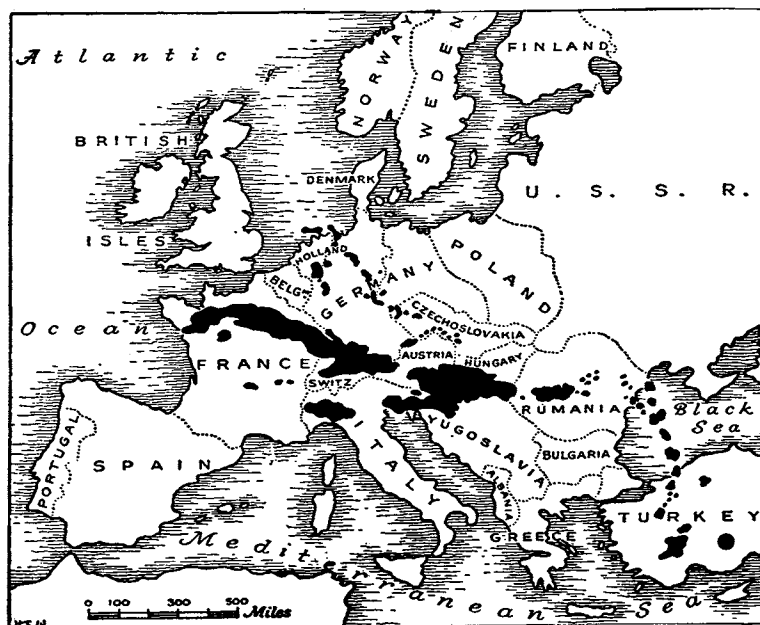 Atlantic
NORWAY
SWEDEN
FINLAND
BRITISH
DENMARK
U. S. S. R.
ISLES
HOLLAND
POLAND
BELGM
GERMANY
CZECHOSLOVAKIA
Ocean
FRANCE
AUSTRIA
HUNGARY
SWITZ
RUMANIA
Black
Sea
ITALY
YUGOSLAVIA
BULGARIA
PORTUGAL
SPAIN
ALBANIA
GREECE
TURKEY
Mediterranean Sea
0 100 300 500 Miles